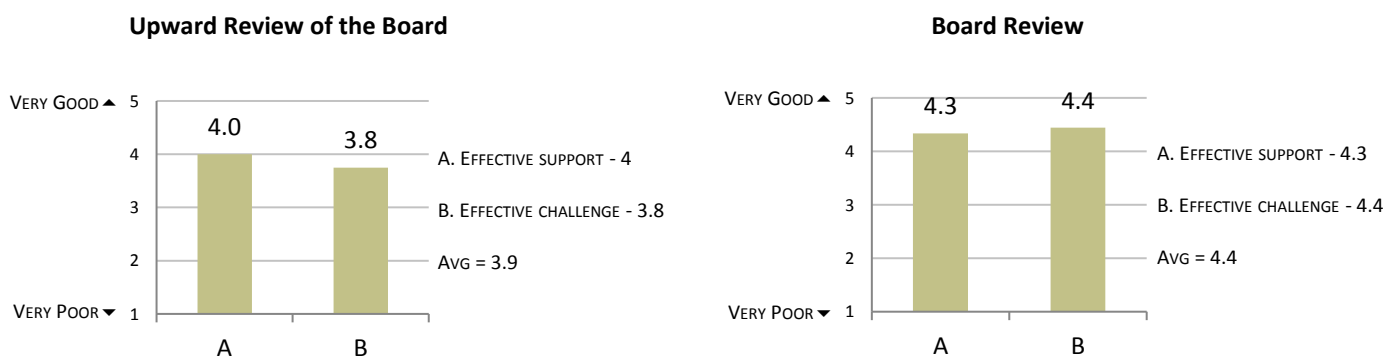 Upward Review of the Board
VERY GOOD ▲ 5
4
3
2
VERY POOR ▼ 1
4.0
3.8
A
B
A. EFFECTIVE SUPPORT - 4
B. EFFECTIVE CHALLENGE - 3.8
AVG = 3.9
Board Review
VERY GOOD ▲ 5
4
3
2
VERY POOR ▼ 1
4.3
4.4
A
B
A. EFFECTIVE SUPPORT - 4.3
B. EFFECTIVE CHALLENGE - 4.4
AVG = 4.4